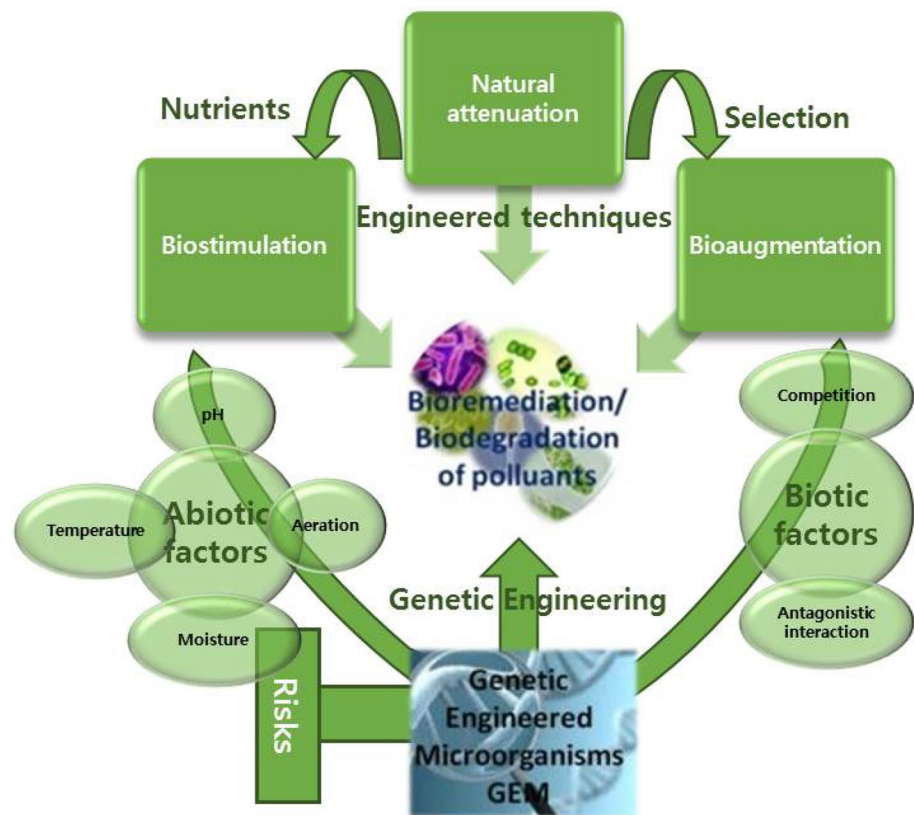 Natural
attenuation
Nutrients
Selection
Biostimulation
Engineered techniques
Bioaugmentation
Bioremediation/
Biodegradation
of polluants
pH
Abiotic
factors
Temperature
Aeration
Moisture
Competition
Biotic
factors
Antagonistic
interaction
Genetic Engineering
Risks
Genetic
Engineered
Microorganisms
GEM